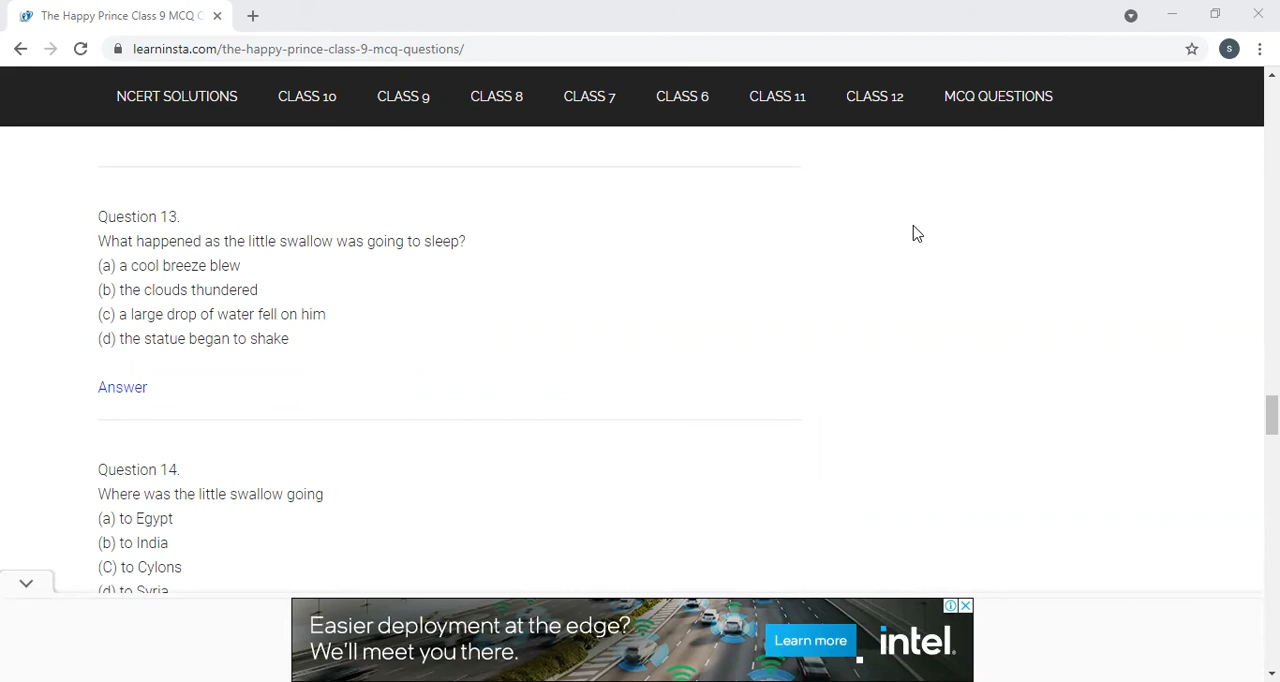 The Happy Prince Class 9 MCQ C
learninsta.com/the-happy-prince-class-9-mcq-questions/
S
NCERT SOLUTIONS
CLASS 10
CLASS 9
CLASS 8
CLASS 7
CLASS 6
CLASS 11
CLASS 12
MCQ QUESTIONS
Question 13.
What happened as the little swallow was going to sleep?
(a) a cool breeze blew
(b) the clouds thundered
(c) a large drop of water fell on him
(d) the statue began to shake
Answer
Question 14.
Where was the little swallow going
(a) to Egypt
(b) to India
(C) to Cylons
(d) to Syria
Easier deployment at the edge?
We'll meet you there.
Learn more
intel.